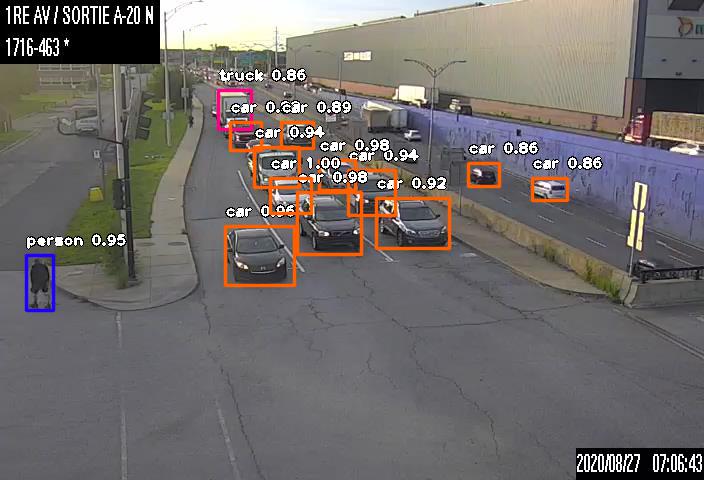 1RE AV / SORTIE A-20 N
1716-463 *
truck 0.86
car 0.89
car 0.94
car 0.98
car 0.94
car 1.00
car 0.98
car 0.92
car 0.86
car 0.86
car 0.96
person 0.95
2020/08/27 07:06:43